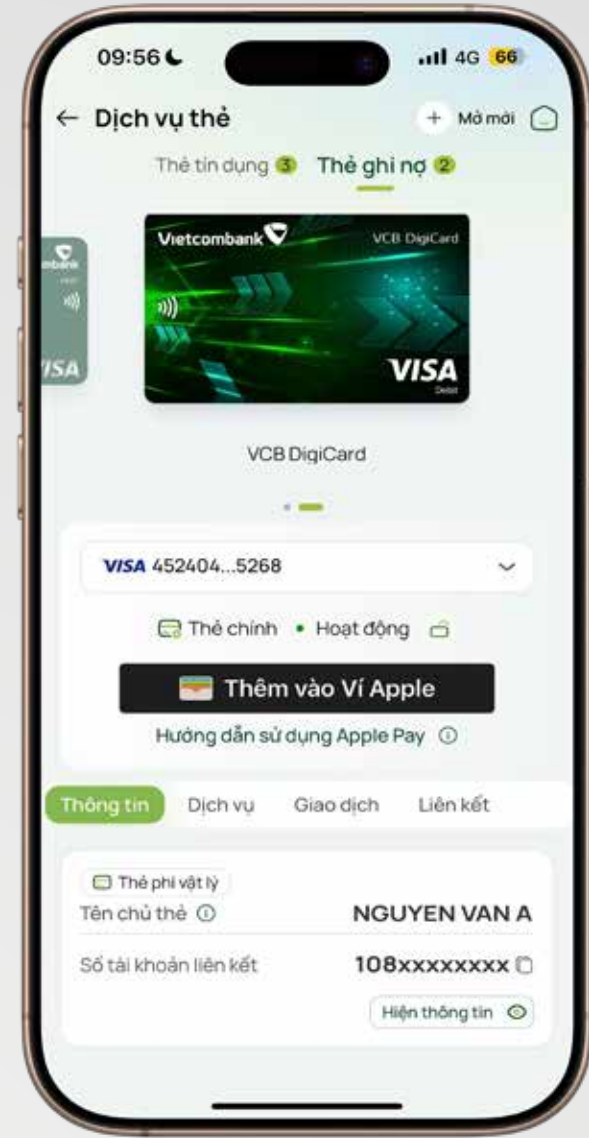 09:56 4G 66
Dịch vụ thẻ + Mở mới
Thẻ tín dụng 3 Thẻ ghi nợ 2
Vietcombank VCB DigiCard
VISA
VISA
Debit
VCB DigiCard
VISA 452404...5268
Thẻ chính • Hoạt động
Thêm vào Ví Apple
Hướng dẫn sử dụng Apple Pay
Thông tin Dịch vụ Giao dịch Liên kết
Thẻ phi vật lý
Tên chủ thẻ NGUYEN VAN A
Số tài khoản liên kết 108xxxxxxxx
Hiện thông tin